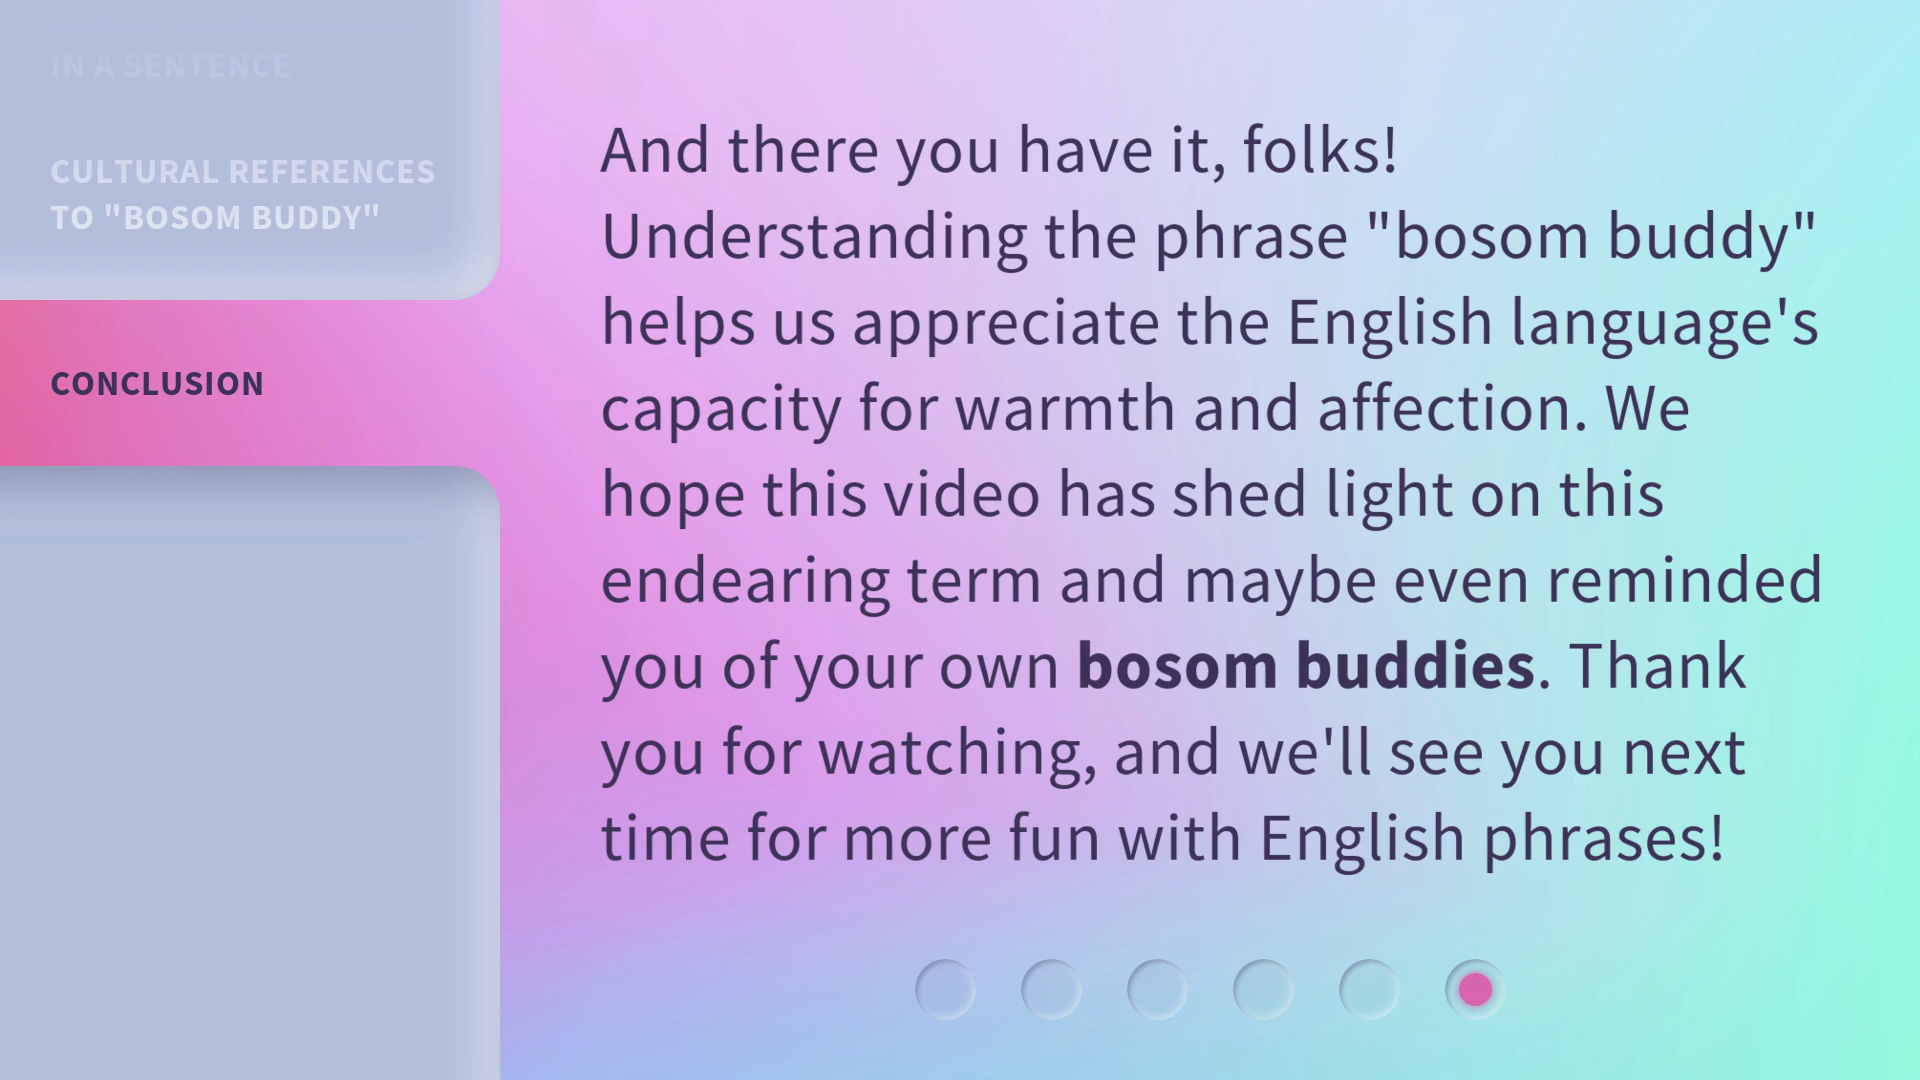 IN A SENTENCE
CULTURAL REFERENCES
TO "BOSOM BUDDY"
CONCLUSION
And there you have it, folks!
Understanding the phrase "bosom buddy"
helps us appreciate the English language's
capacity for warmth and affection. We
hope this video has shed light on this
endearing term and maybe even reminded
you of your own bosom buddies. Thank
you for watching, and we'll see you next
time for more fun with English phrases!